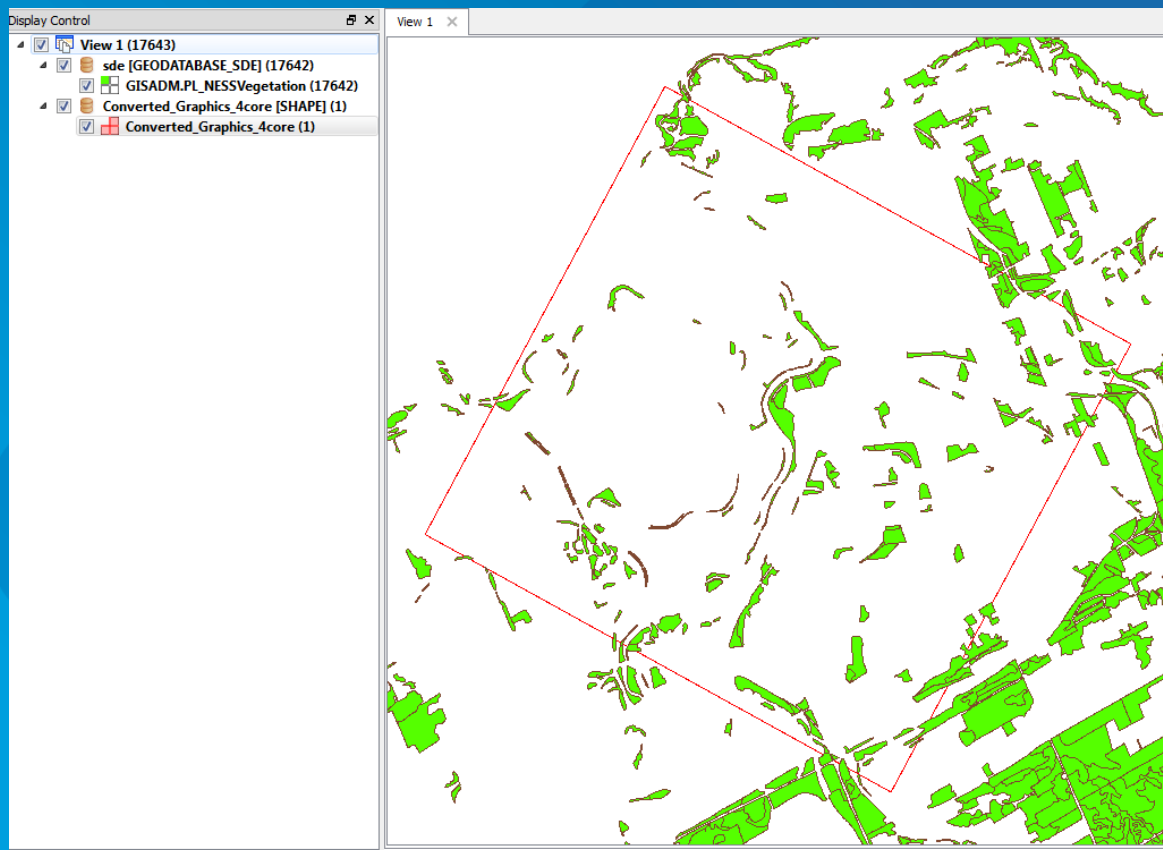 Display Control
View 1 (17643)
sde [GEODATABASE_SDE] (17642)
GISADM.PL_NESSVegetation (17642)
Converted_Graphics_4core [SHAPE] (1)
Converted_Graphics_4core (1)
View 1